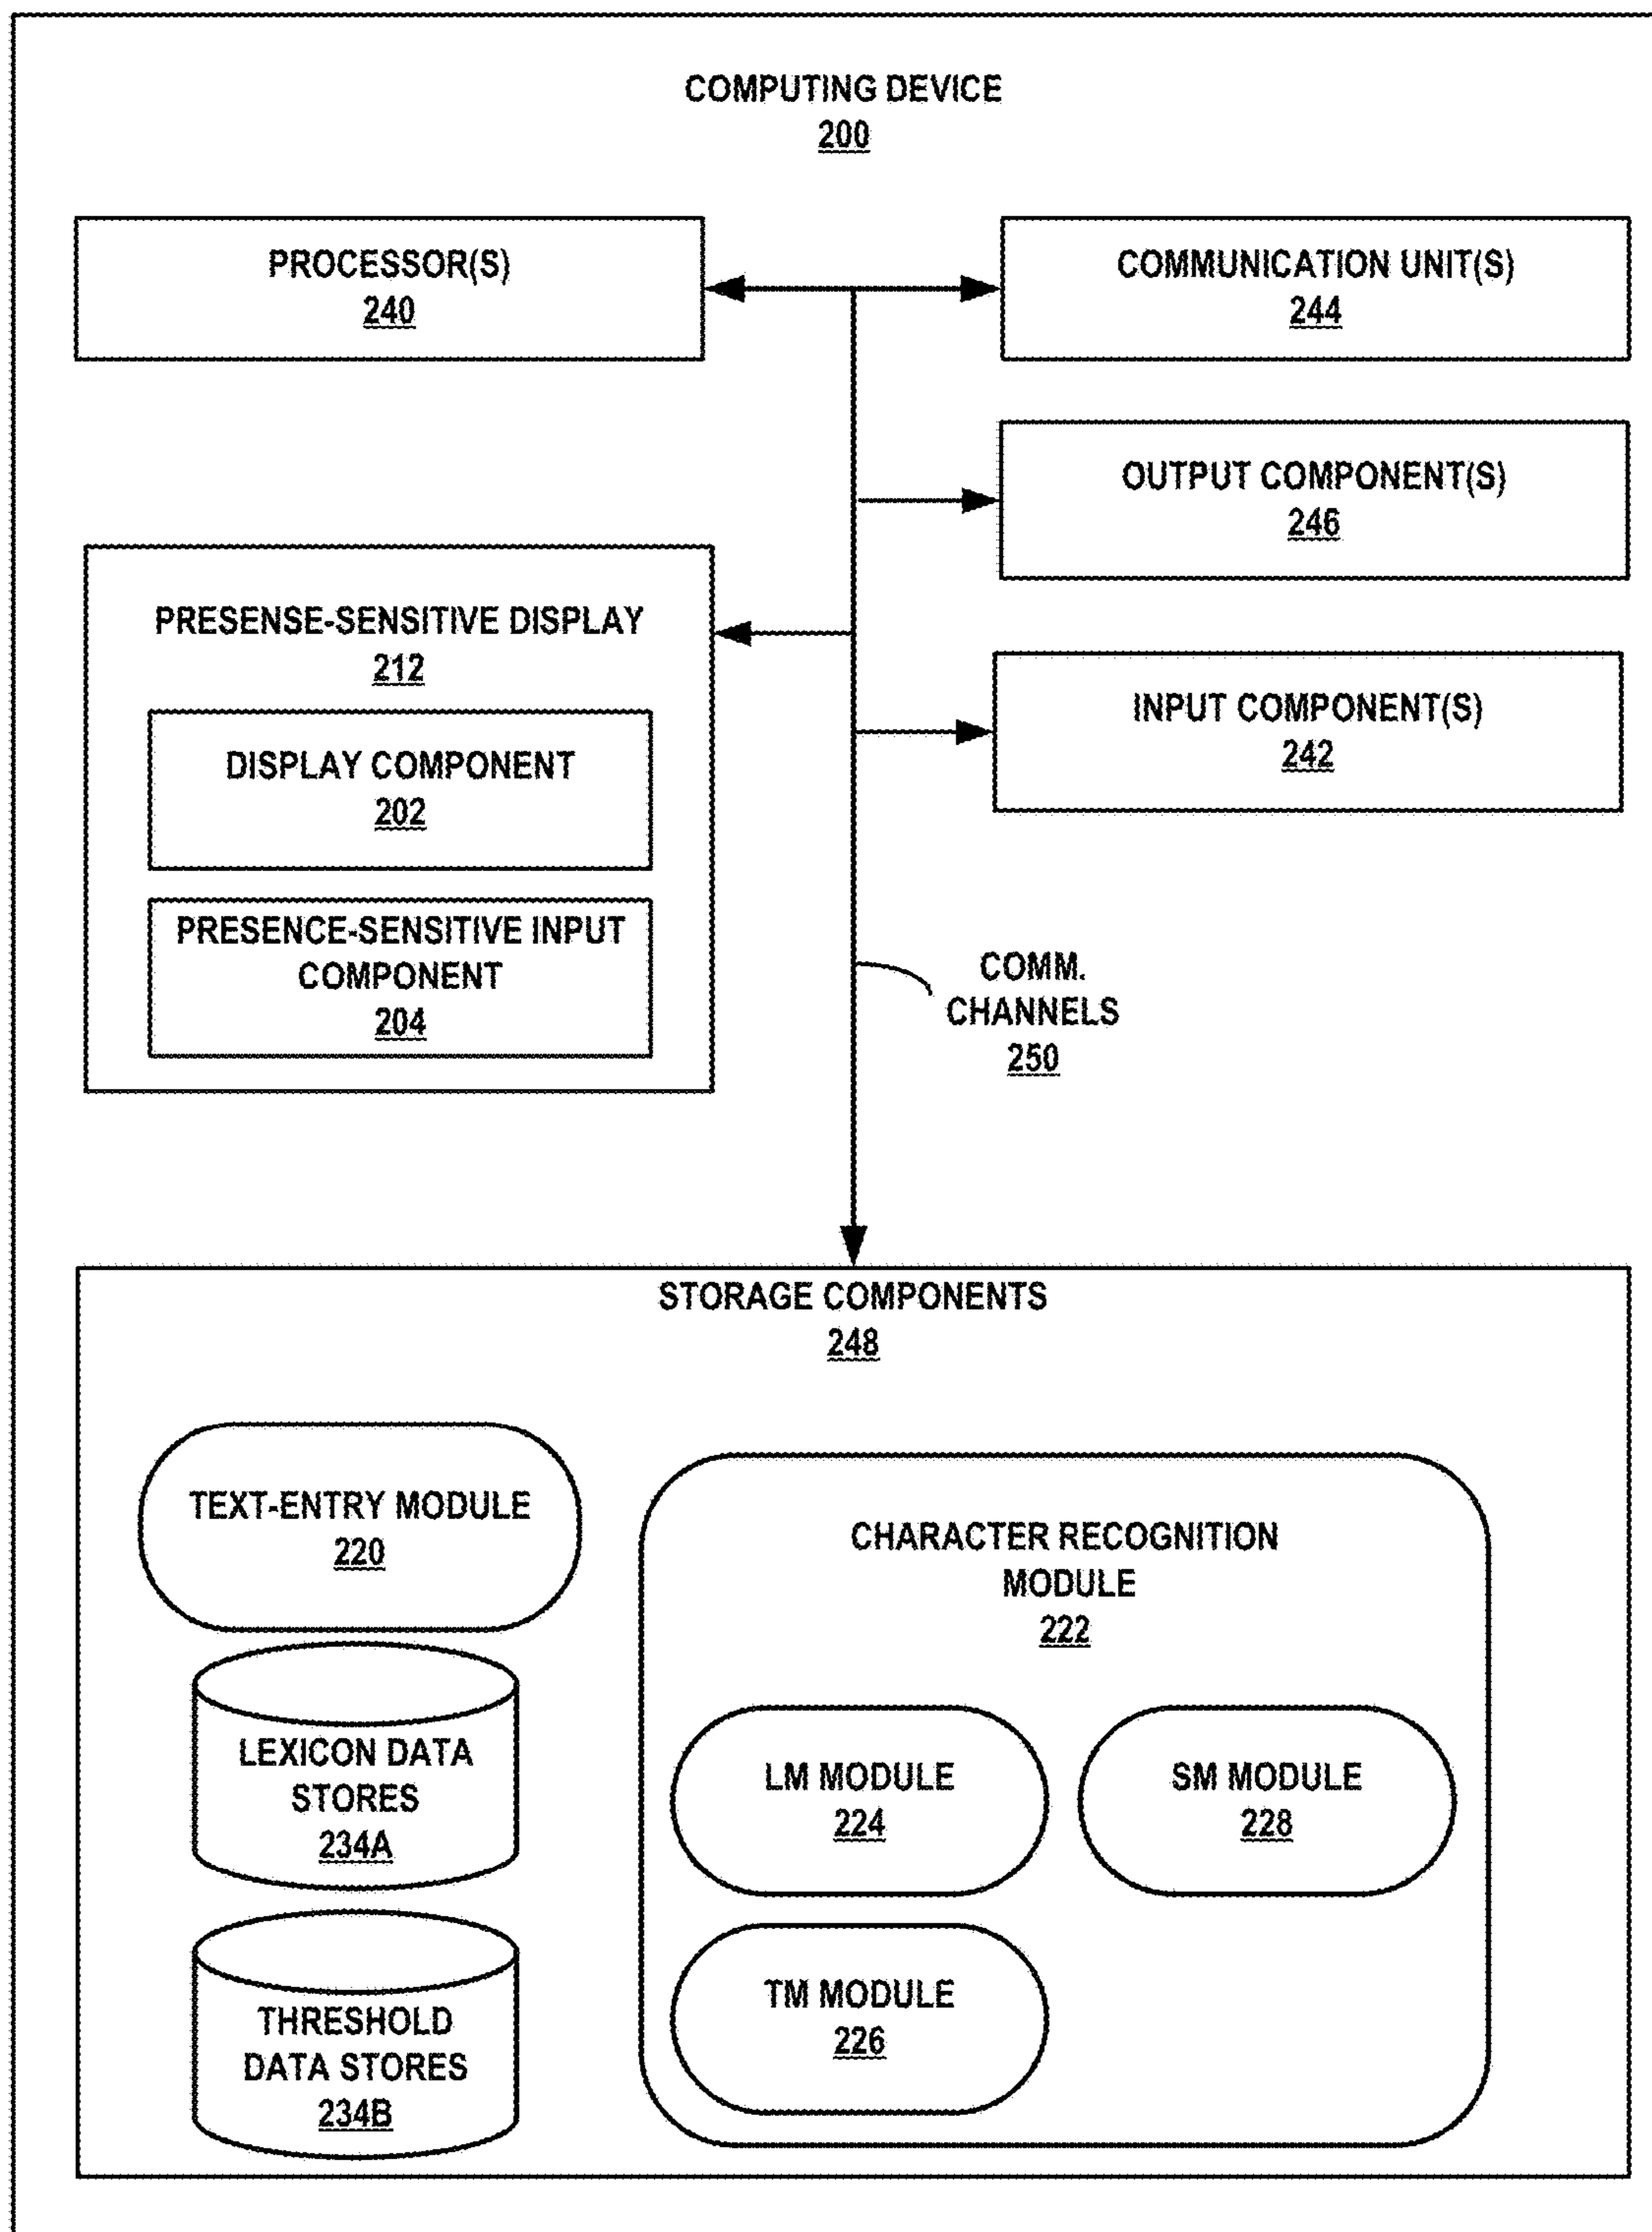 COMPUTING DEVICE
200
PROCESSOR(S)
240
COMMUNICATION UNIT(S)
244
OUTPUT COMPONENT(S)
246
PRESENSE-SENSITIVE DISPLAY
212
INPUT COMPONENT(S)
242
DISPLAY COMPONENT
202
PRESENCE-SENSITIVE INPUT
COMPONENT
204
COMM.
CHANNELS
250
STORAGE COMPONENTS
248
TEXT-ENTRY MODULE
220
CHARACTER RECOGNITION
MODULE
222
LEXICON DATA
STORES
234A
LM MODULE
224
SM MODULE
228
THRESHOLD
DATA STORES
234B
TM MODULE
226